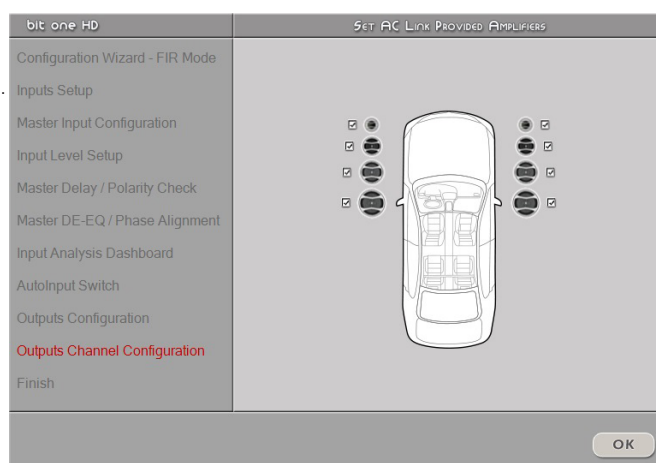 bit one HD
SET AC LINK PROVIDED AMPLIFIERS
Configuration Wizard - FIR Mode
Inputs Setup
Master Input Configuration
Input Level Setup
Master Delay / Polarity Check
Master DE-EQ / Phase Alignment
Input Analysis Dashboard
AutoInput Switch
Outputs Configuration
Outputs Channel Configuration
Finish
OK